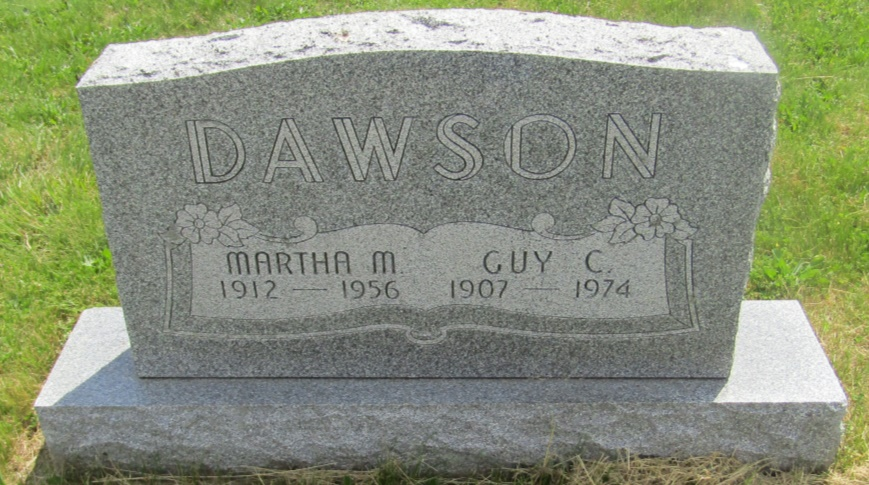 DAWSON
MARTHA M. GUY C.
1912 — 1956 1907 — 1974